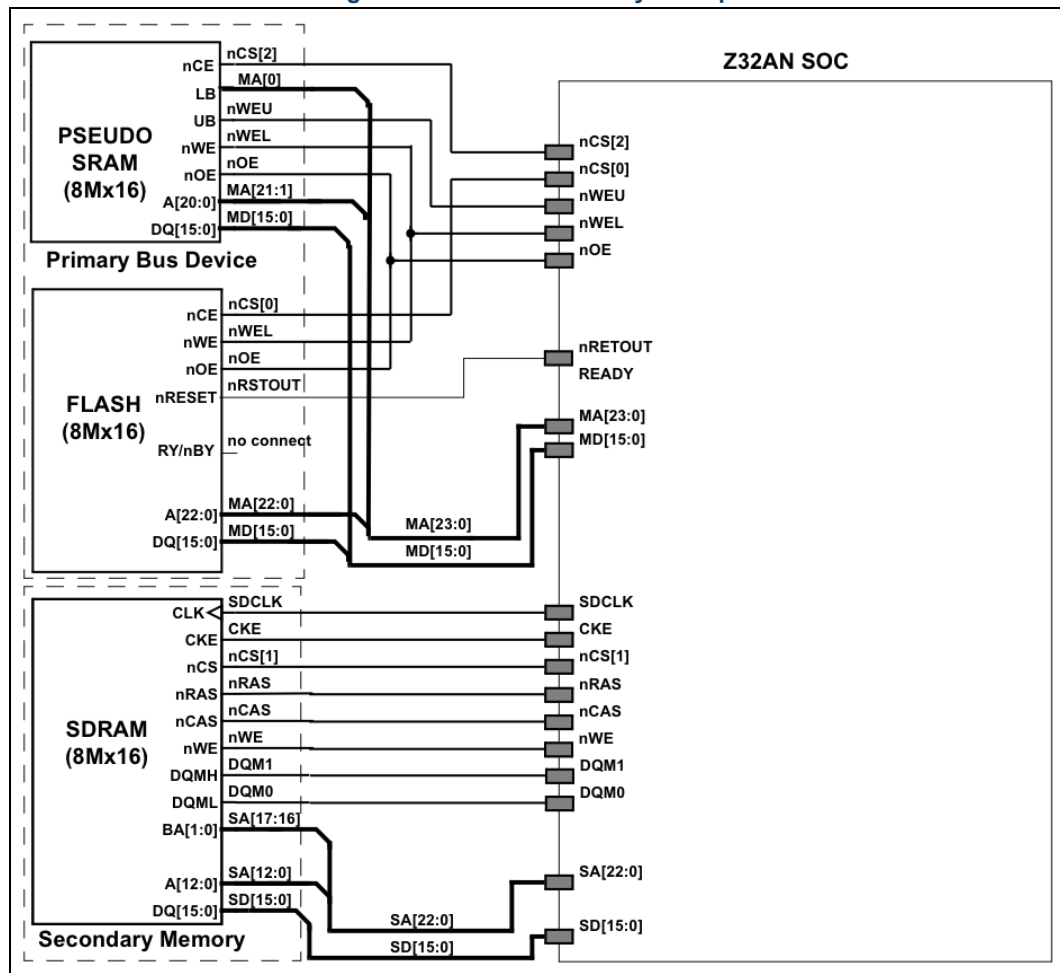 Z32AN SOC
PSEUDO
SRAM
(8Mx16)
nCE
LB
UB
nWE
nOE
A[20:0]
DQ[15:0]
nCS[2]
MA[0]
nWEU
nWEL
nOE
MA[21:1]
MD[15:0]
Primary Bus Device
nCS[2]
nCS[0]
nWEU
nWEL
nOE
FLASH
(8Mx16)
nCE
nWE
nOE
nRESET
RY/nBY
A[22:0]
DQ[15:0]
nCS[0]
nWEL
nOE
nRSTOUT
no connect
MA[22:0]
MD[15:0]
nRETOUT
READY
MA[23:0]
MD[15:0]
MA[23:0]
MD[15:0]
SDRAM
(8Mx16)
CLK
CKE
nCS
nRAS
nCAS
nWE
DQMH
DQML
BA[1:0]
A[12:0]
DQ[15:0]
SDCLK
CKE
nCS[1]
nRAS
nCAS
nWE
DQM1
DQM0
SA[17:16]
SA[12:0]
SD[15:0]
Secondary Memory
SA[22:0]
SD[15:0]
SDCLK
CKE
nCS[1]
nRAS
nCAS
nWE
DQM1
DQM0
SA[22:0]
SD[15:0]